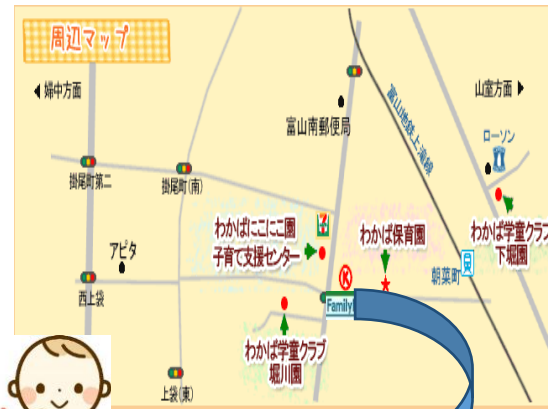 周辺マップ
婦中方面
山室方面
富山南郵便局
富山地鉄上滝線
ローソン
掛尾町第二
掛尾町(南)
わかばにこにこ園
子育て支援センター
わかば保育園
わかば学童クラブ
下堀園
アピタ
朝菜町
西上袋
K
Family
わかば学童クラブ
堀川園
上袋(東)